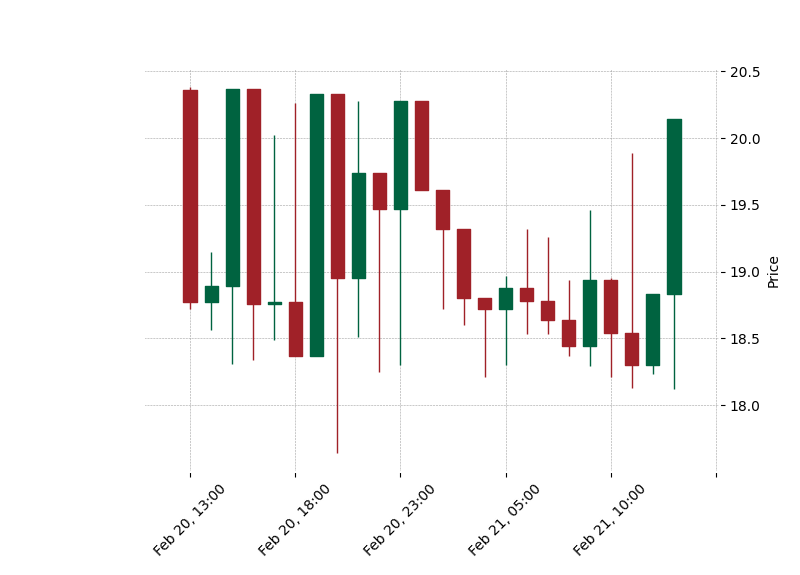 20.5
20.0
19.5
19.0
18.5
18.0
Price
Feb 20, 13:00
Feb 20, 18:00
Feb 20, 23:00
Feb 21, 05:00
Feb 21, 10:00